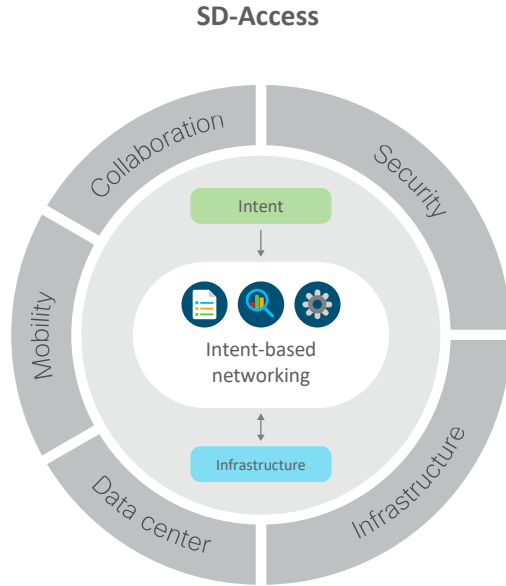 SD-Access
Collaboration
Security
Intent
Mobility
Intent-based
networking
Infrastructure
Data center
Infrastructure